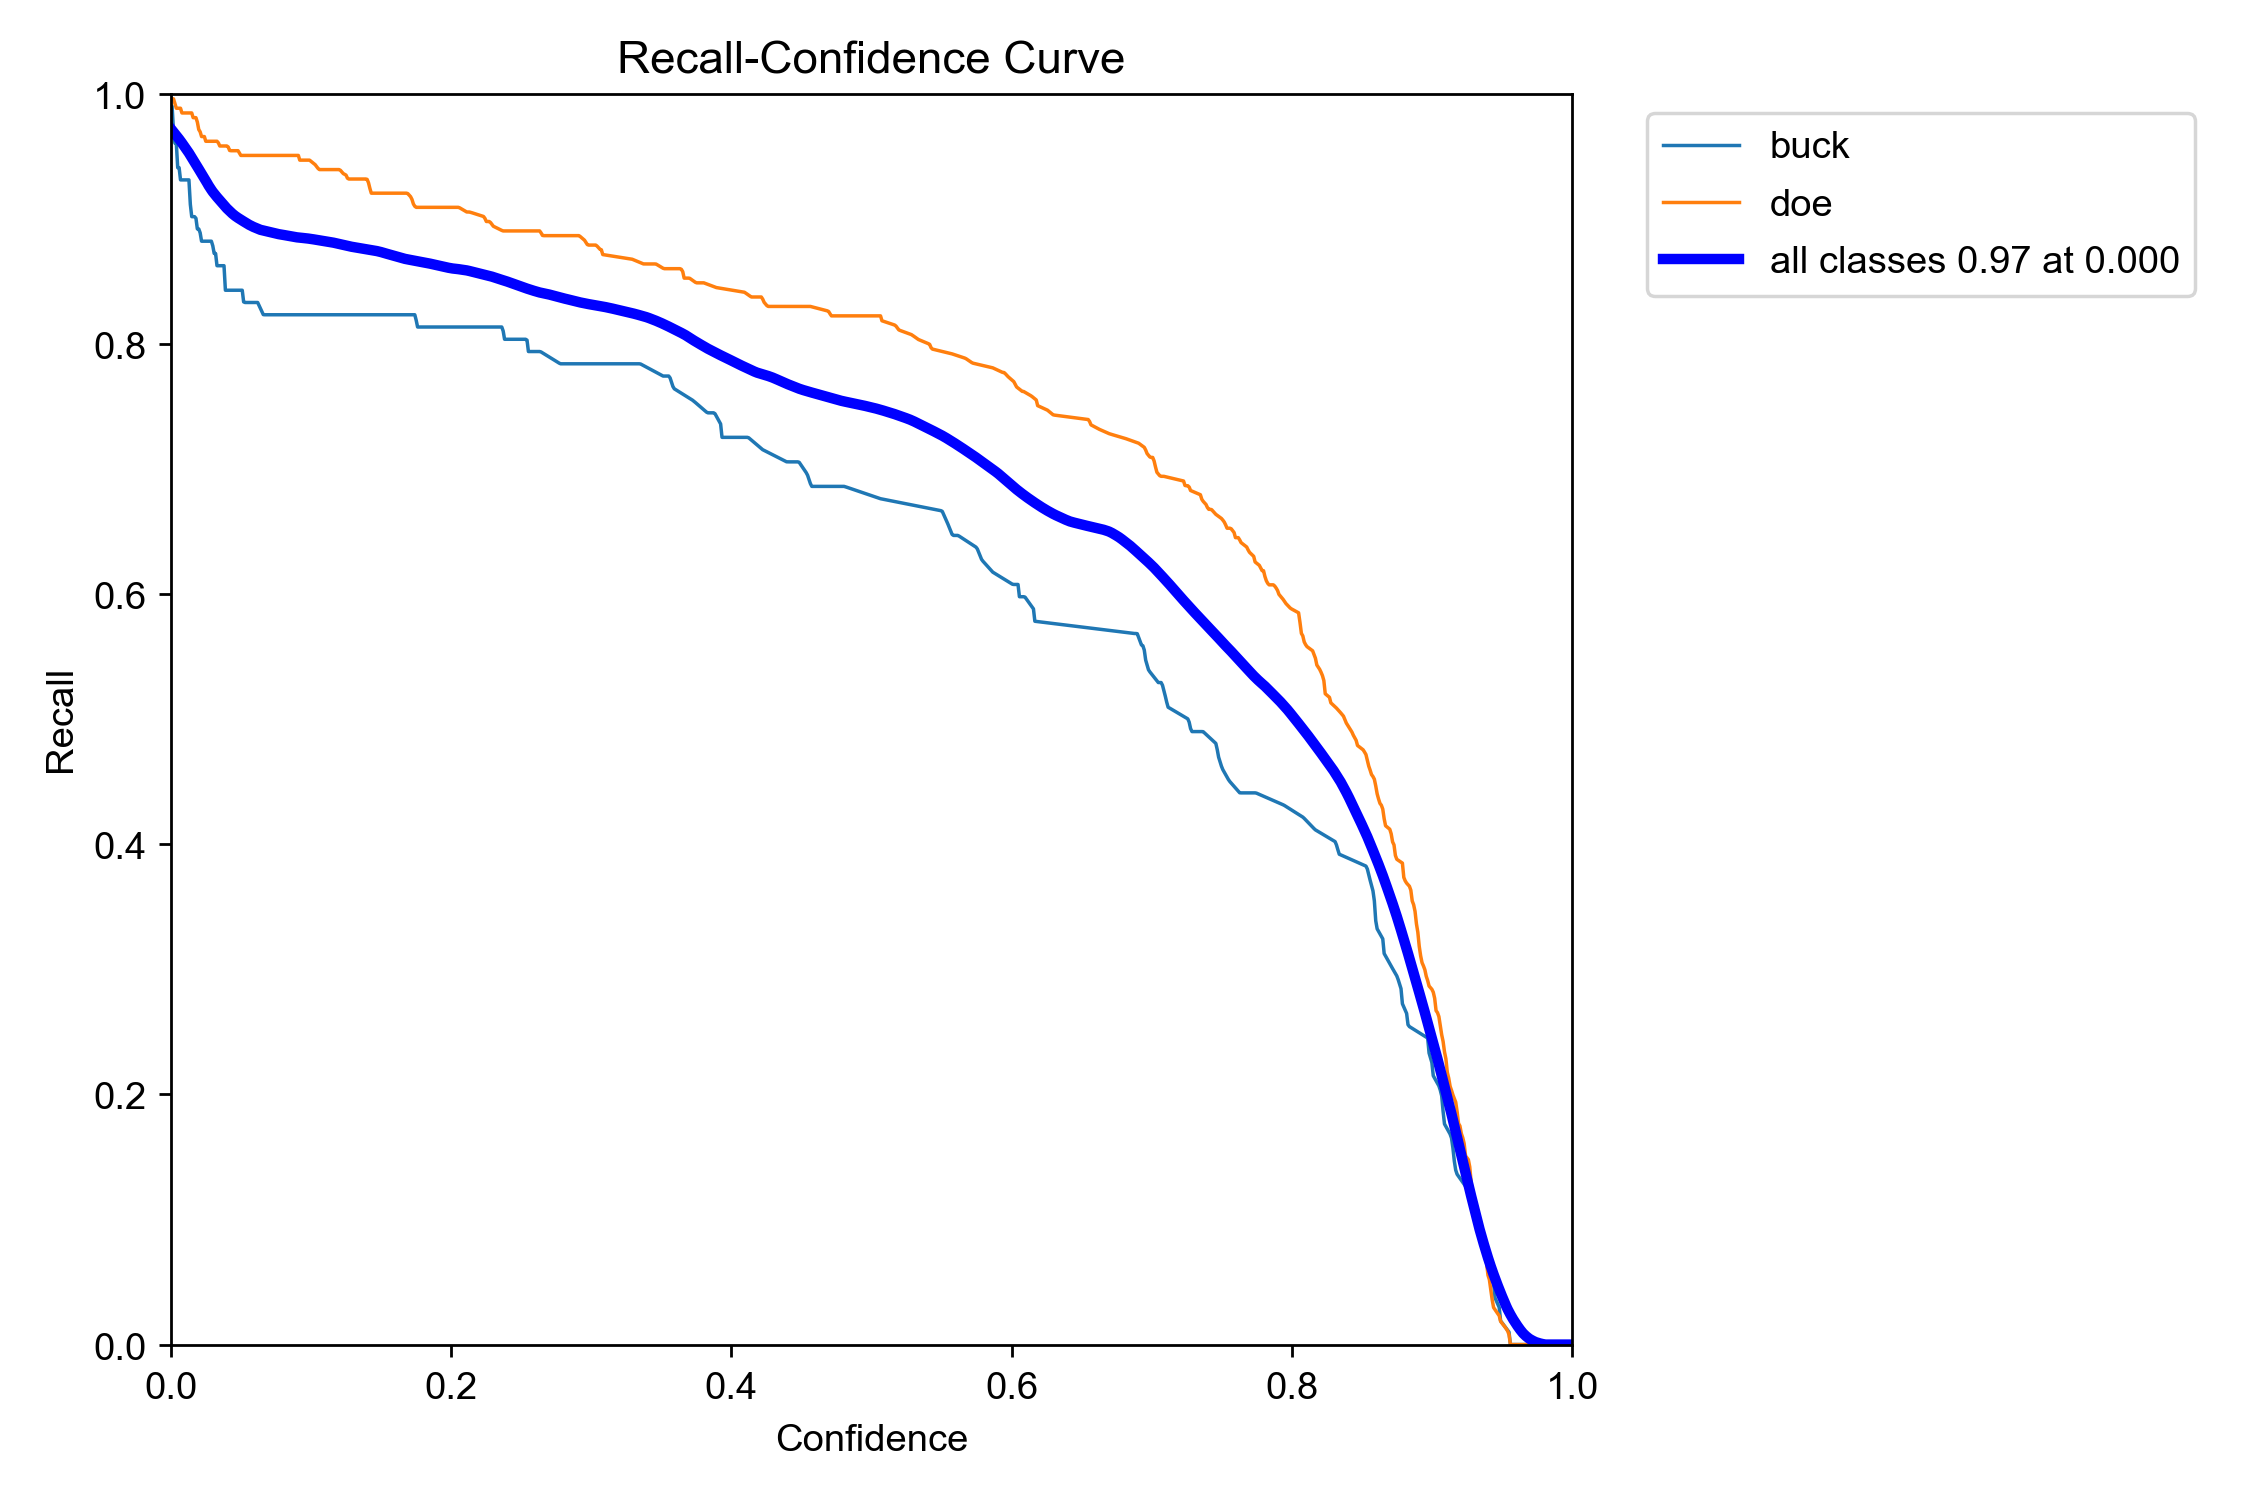 Recall-Confidence Curve
1.0
0.8
0.6
0.4
0.2
0.0
Recall
0.0 0.2 0.4 0.6 0.8 1.0
Confidence
buck
doe
all classes 0.97 at 0.000